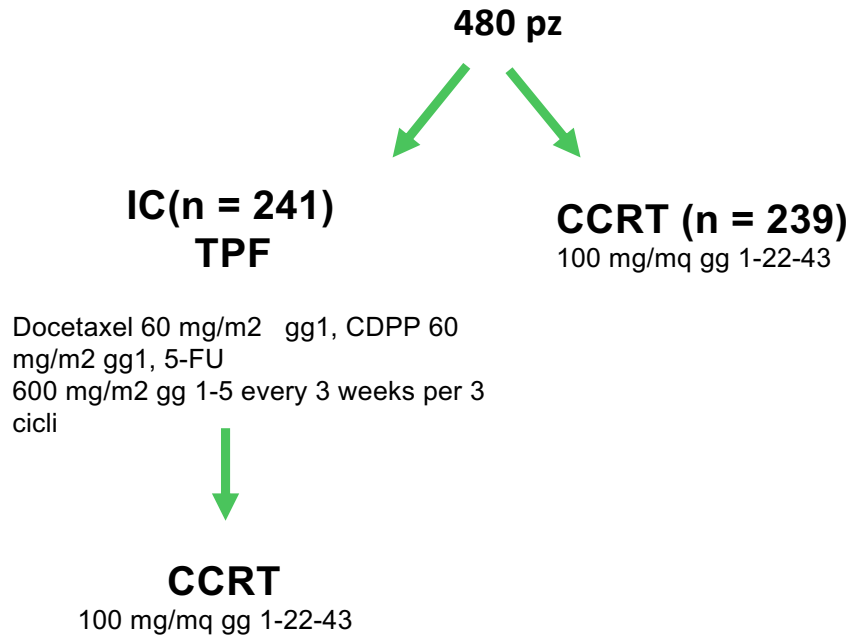 480 pz
IC(n = 241)
TPF
CCRT (n = 239)
100 mg/mq gg 1-22-43
Docetaxel 60 mg/m2 gg1, CDPP 60
mg/m2 gg1, 5-FU
600 mg/m2 gg 1-5 every 3 weeks per 3
cicli
CCRT
100 mg/mq gg 1-22-43